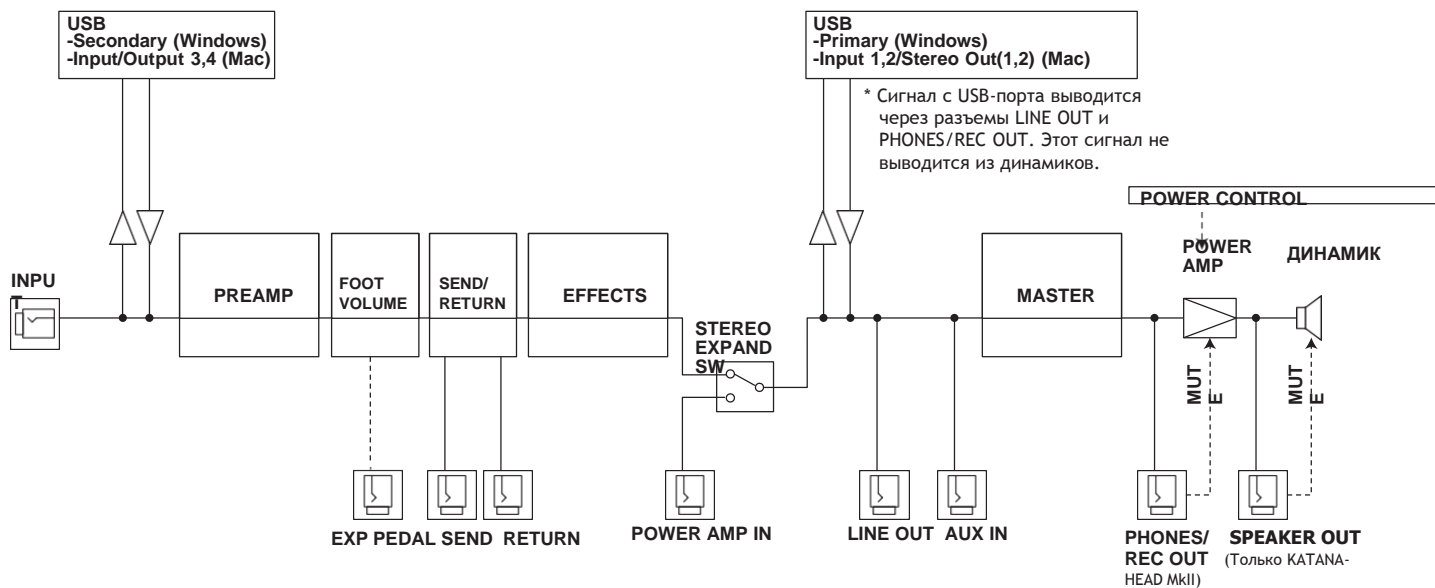 USB
-Secondary (Windows)
-Input/Output 3,4 (Mac)
USB
-Primary (Windows)
-Input 1,2/Stereo Out(1,2) (Mac)
* Сигнал с USB-порта выводится
через разъемы LINE OUT и
PHONES/REC OUT. Этот сигнал не
выводится из динамиков.
POWER CONTROL
POWER
AMP
ДИНАМИК
INPU
T
PREAMP
FOOT
VOLUME
SEND/
RETURN
EFFECTS
STEREO
EXPAND
SW
MASTER
MUT
E
MUT
E
EXP PEDAL SEND RETURN
POWER AMP IN
LINE OUT AUX IN
PHONES/
REC OUT
SPEAKER OUT
(Только KATANA-
HEAD MkII)